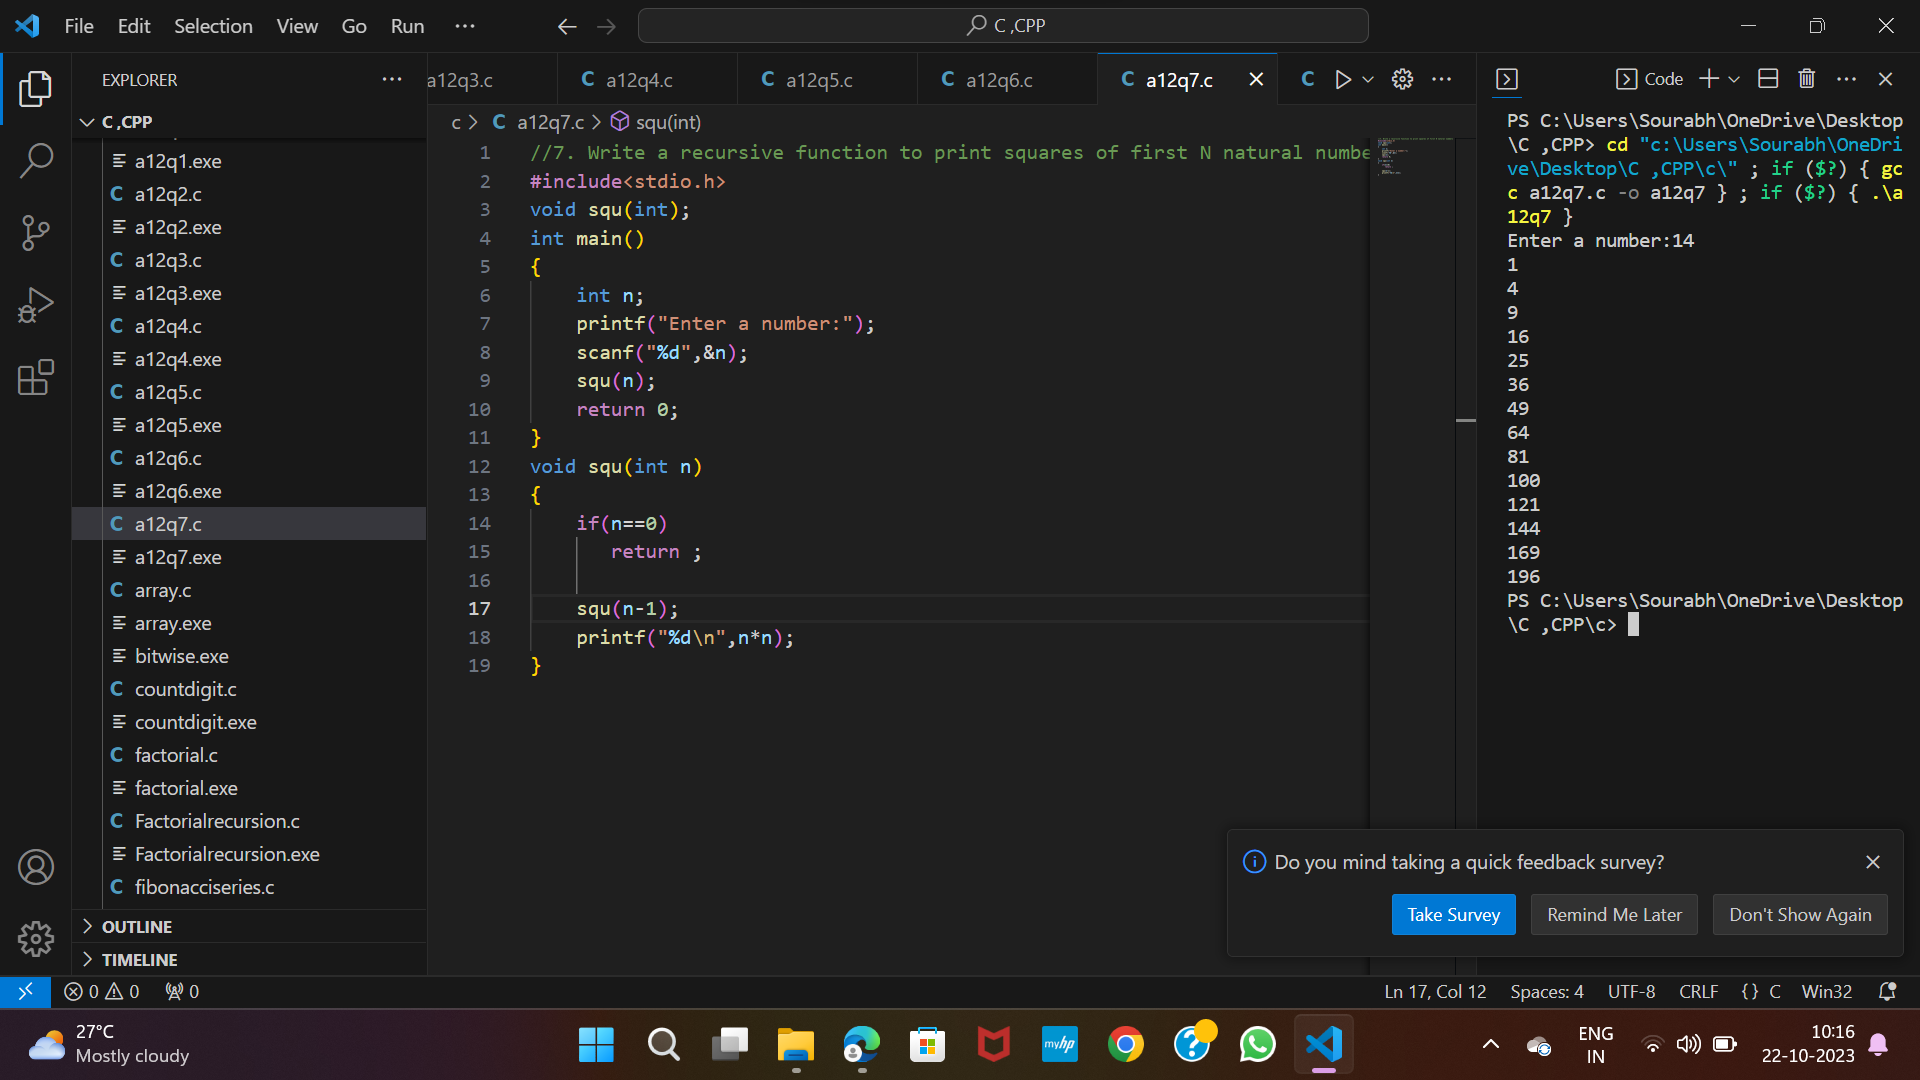 File Edit Selection View Go Run ···
C ,CPP
EXPLORER
a12q3.c
a12q4.c
a12q5.c
a12q6.c
a12q7.c
Code
C ,CPP
a12q1.exe
a12q2.c
a12q2.exe
a12q3.c
a12q3.exe
a12q4.c
a12q4.exe
a12q5.c
a12q5.exe
a12q6.c
a12q6.exe
a12q7.c
a12q7.exe
array.c
array.exe
bitwise.exe
countdigit.c
countdigit.exe
factorial.c
factorial.exe
Factorialrecursion.c
Factorialrecursion.exe
fibonacciseries.c
OUTLINE
TIMELINE
c > C a12q7.c > squ(int)
1 //7. Write a recursive function to print squares of first N natural numbe
2 #include<stdio.h>
3 void squ(int);
4 int main()
5 {
6 int n;
7 printf("Enter a number:");
8 scanf("%d",&n);
9 squ(n);
10 return 0;
11 }
12 void squ(int n)
13 {
14 if(n==0)
15 return ;
16
17 squ(n-1);
18 printf("%d\n",n*n);
19 }
PS C:\Users\Sourabh\OneDrive\Desktop
\C ,CPP> cd "c:\Users\Sourabh\OneDri
ve\Desktop\C ,CPP\c\" ; if ($?) { gc
c a12q7.c -o a12q7 } ; if ($?) { .\a
12q7 }
Enter a number:14
1
4
9
16
25
36
49
64
81
100
121
144
169
196
PS C:\Users\Sourabh\OneDrive\Desktop
\C ,CPP\c>
Do you mind taking a quick feedback survey?
Take Survey
Remind Me Later
Don't Show Again
0 0 0
Ln 17, Col 12
Spaces: 4
UTF-8
CRLF
{} C
Win32
27°C
Mostly cloudy
myhp
ENG
IN
10:16
22-10-2023